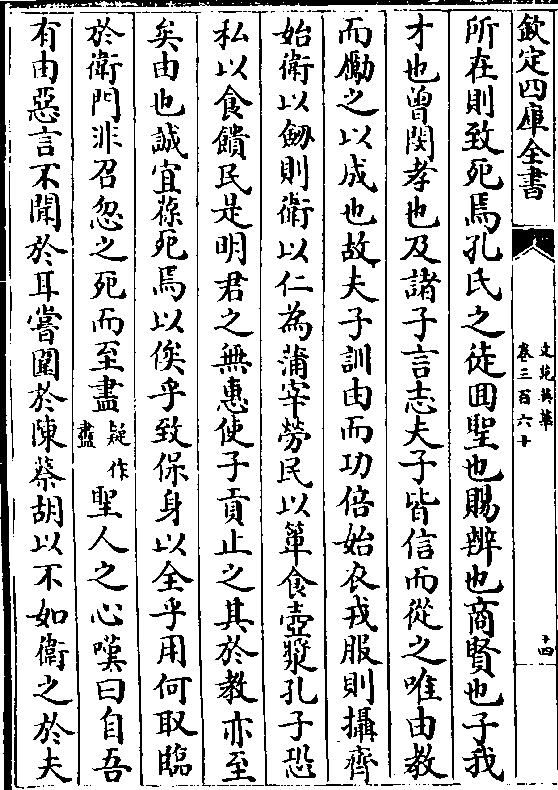 欽定四庫全書
文苑英華
卷三百六十
十四
所在則致死焉孔氏之徒囬聖也賜辨也商賢也子我
才也曾閔孝也及諸子言志夫子皆信而從之唯由教
而勵之以成也故夫子訓由而功倍始衣戎服則攝齊
始衛以劒則衛以仁為蒲宰勞民以簞食壺漿孔子恐
私以食饋民是明君之無惠使子貢止之其於教亦至
矣由也誠宜葆死焉以俟乎致保身以全乎用何取臨
於衛門非召忽之死而至盡疑作盡聖人之心嘆曰自吾
有由惡言不聞於耳嘗圍於陳蔡胡以不如衛之於夫